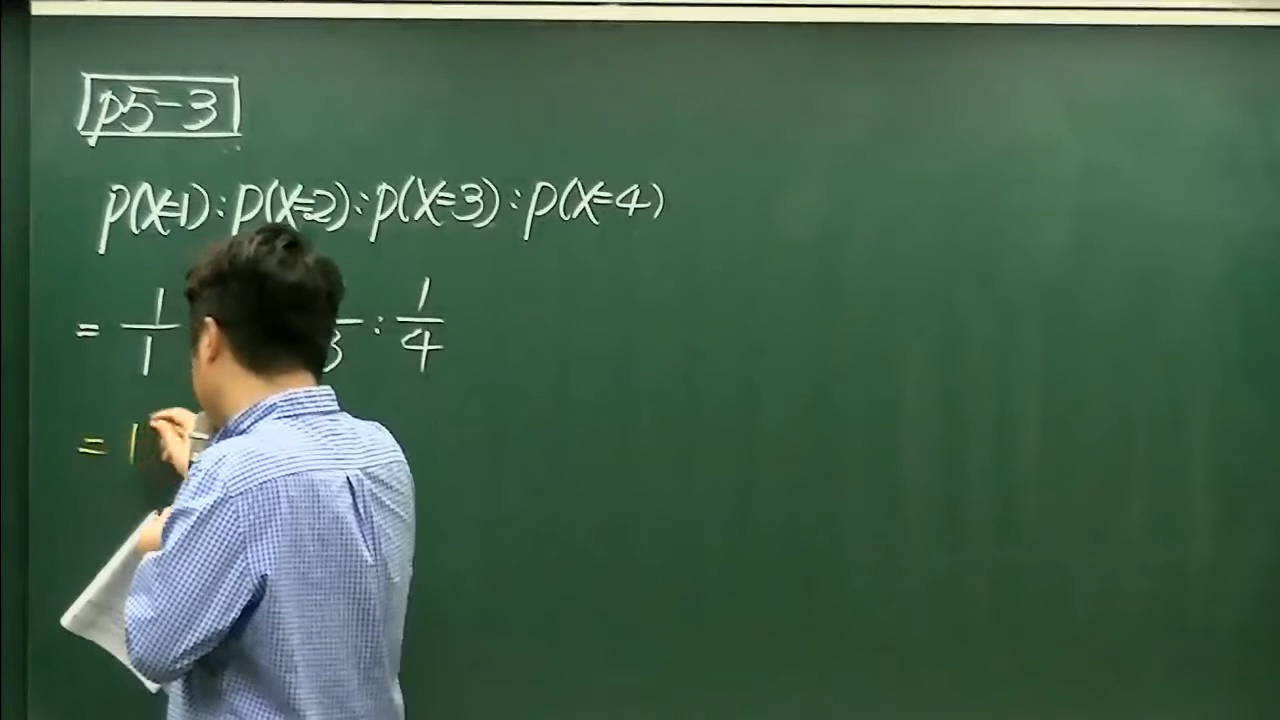 p5-3
P(X=1):P(X=2):P(X=3):P(X=4)
= 1/1 3 : 1/4
= 1